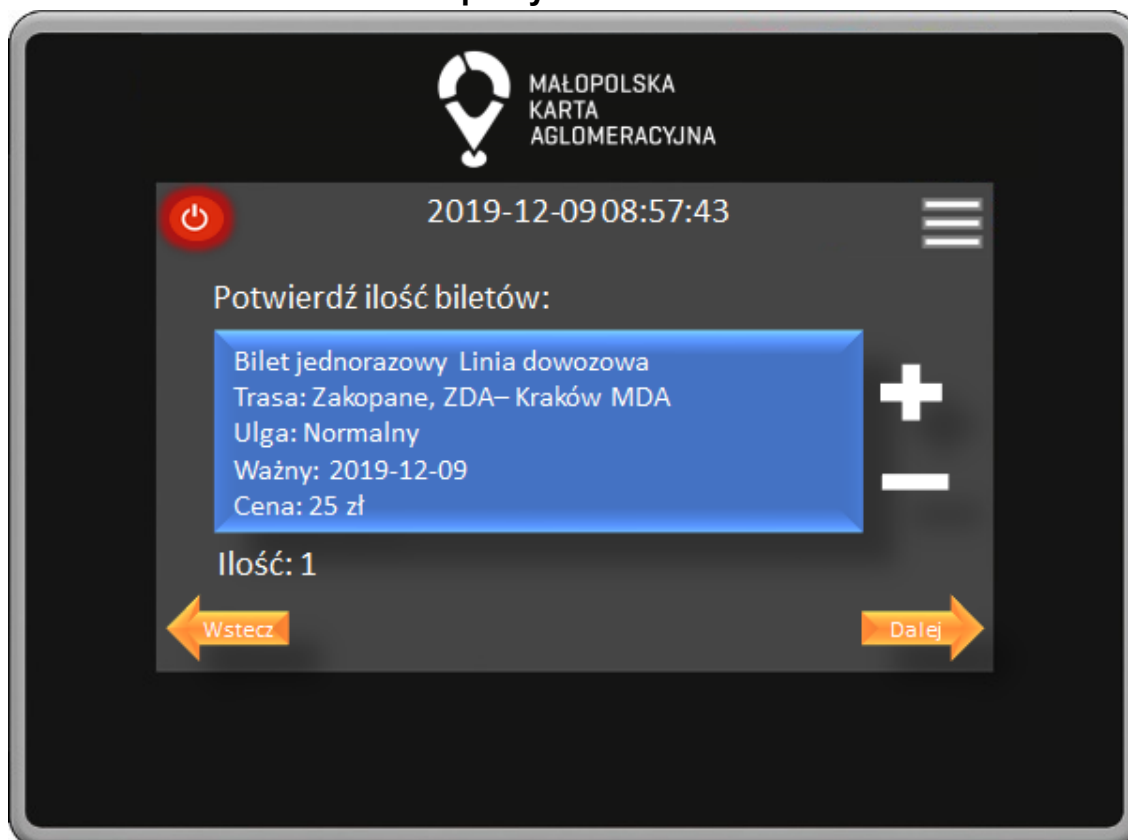 MAŁOPOLSKA
KARTA
AGLOMERACYJNA
2019-12-09 08:57:43
Potwierdź ilość biletów:
Bilet jednorazowy Linia dowozowa
Trasa: Zakopane, ZDA– Kraków MDA
Ulga: Normalny
Ważny: 2019-12-09
Cena: 25 zł
Ilość: 1
Wstecz
Dalej